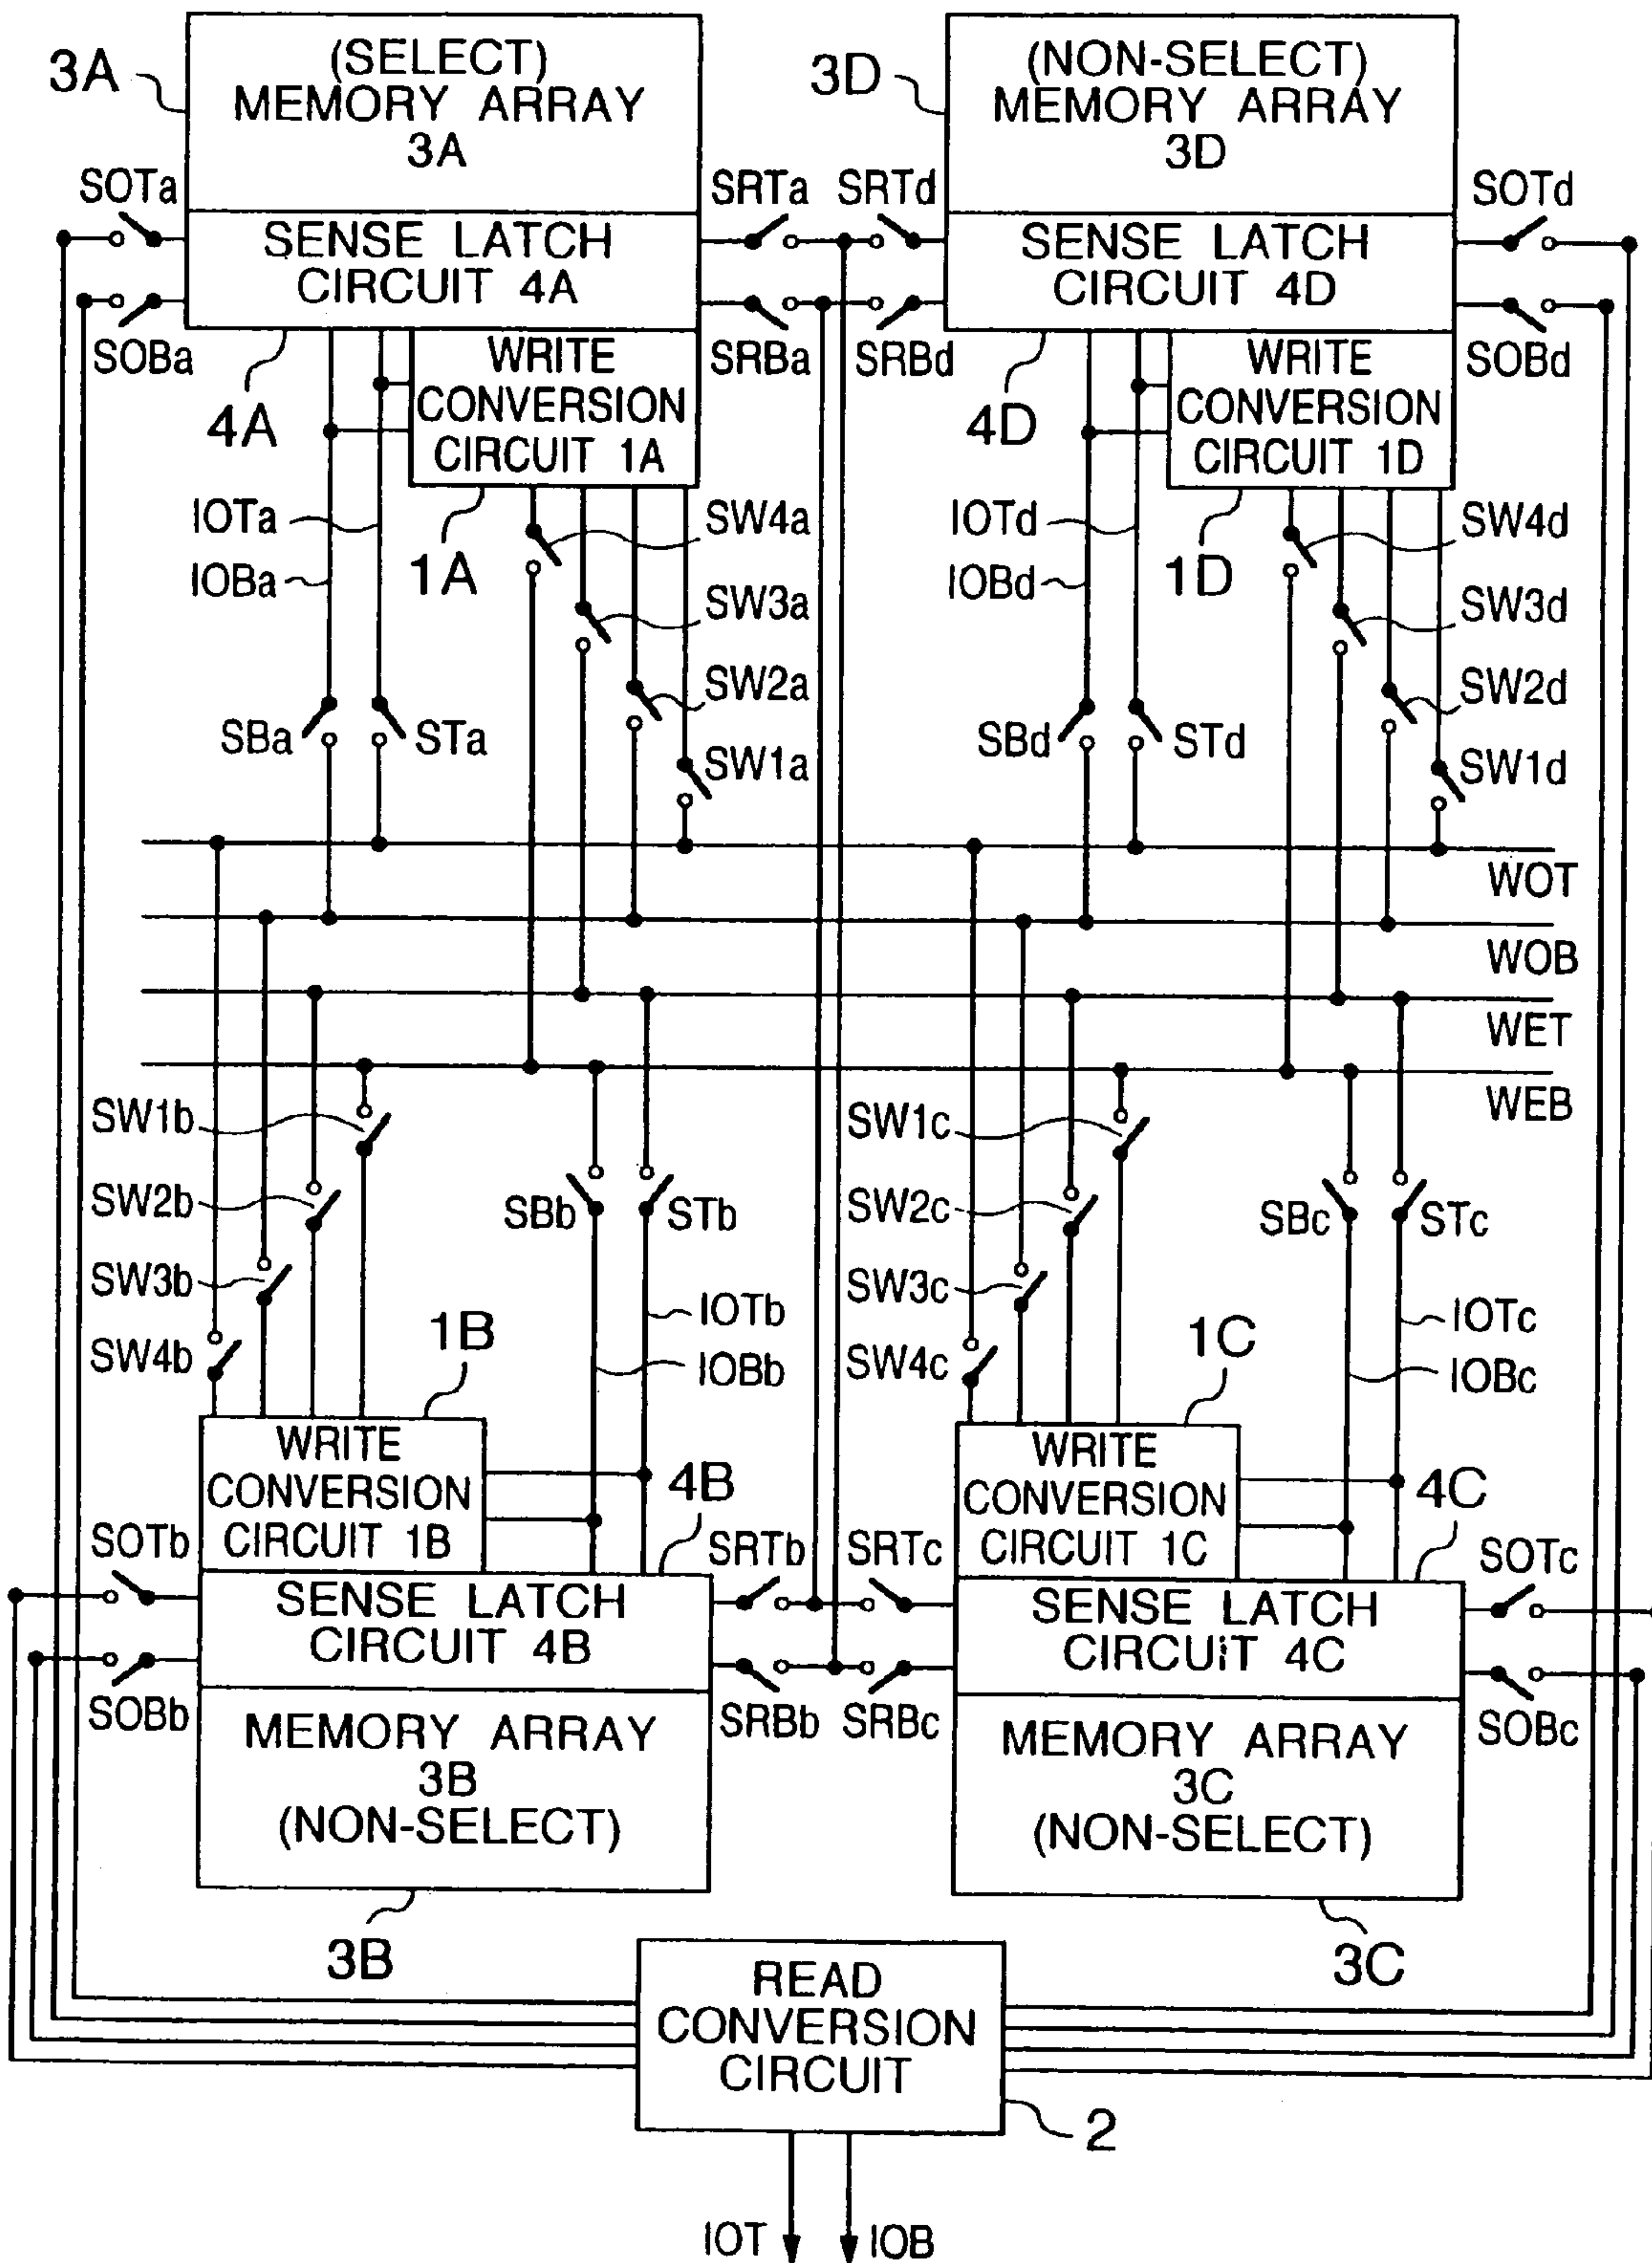 (SELECT)
MEMORY ARRAY
3A
3A
(NON-SELECT)
MEMORY ARRAY
3D
3D
SOTa
SRTa
SRTd
SOTd
SENSE LATCH
CIRCUIT 4A
SENSE LATCH
CIRCUIT 4D
SOBa
SRBa
SRBd
SOBd
WRITE
CONVERSION
CIRCUIT 1A
WRITE
CONVERSION
CIRCUIT 1D
4A
4D
IOTa
IOBa
1A
SW4a
SW3a
SW2a
SW1a
IOTd
IOBd
1D
SW4d
SW3d
SW2d
SW1d
SBa
STa
SBd
STd
WOT
WOB
WET
WEB
SW1b
SW2b
SW3b
SW4b
SBb
STb
IOTb
IOBb
SW1c
SW2c
SW3c
SW4c
SBc
STc
IOTc
IOBc
1B
1C
WRITE
CONVERSION
CIRCUIT 1B
WRITE
CONVERSION
CIRCUIT 1C
4B
4C
SOTb
SRTb
SRTc
SOTc
SENSE LATCH
CIRCUIT 4B
SENSE LATCH
CIRCUIT 4C
SOBb
SRBb
SRBc
SOBc
MEMORY ARRAY
3B
(NON-SELECT)
MEMORY ARRAY
3C
(NON-SELECT)
3B
3C
READ
CONVERSION
CIRCUIT
2
IOT
IOB